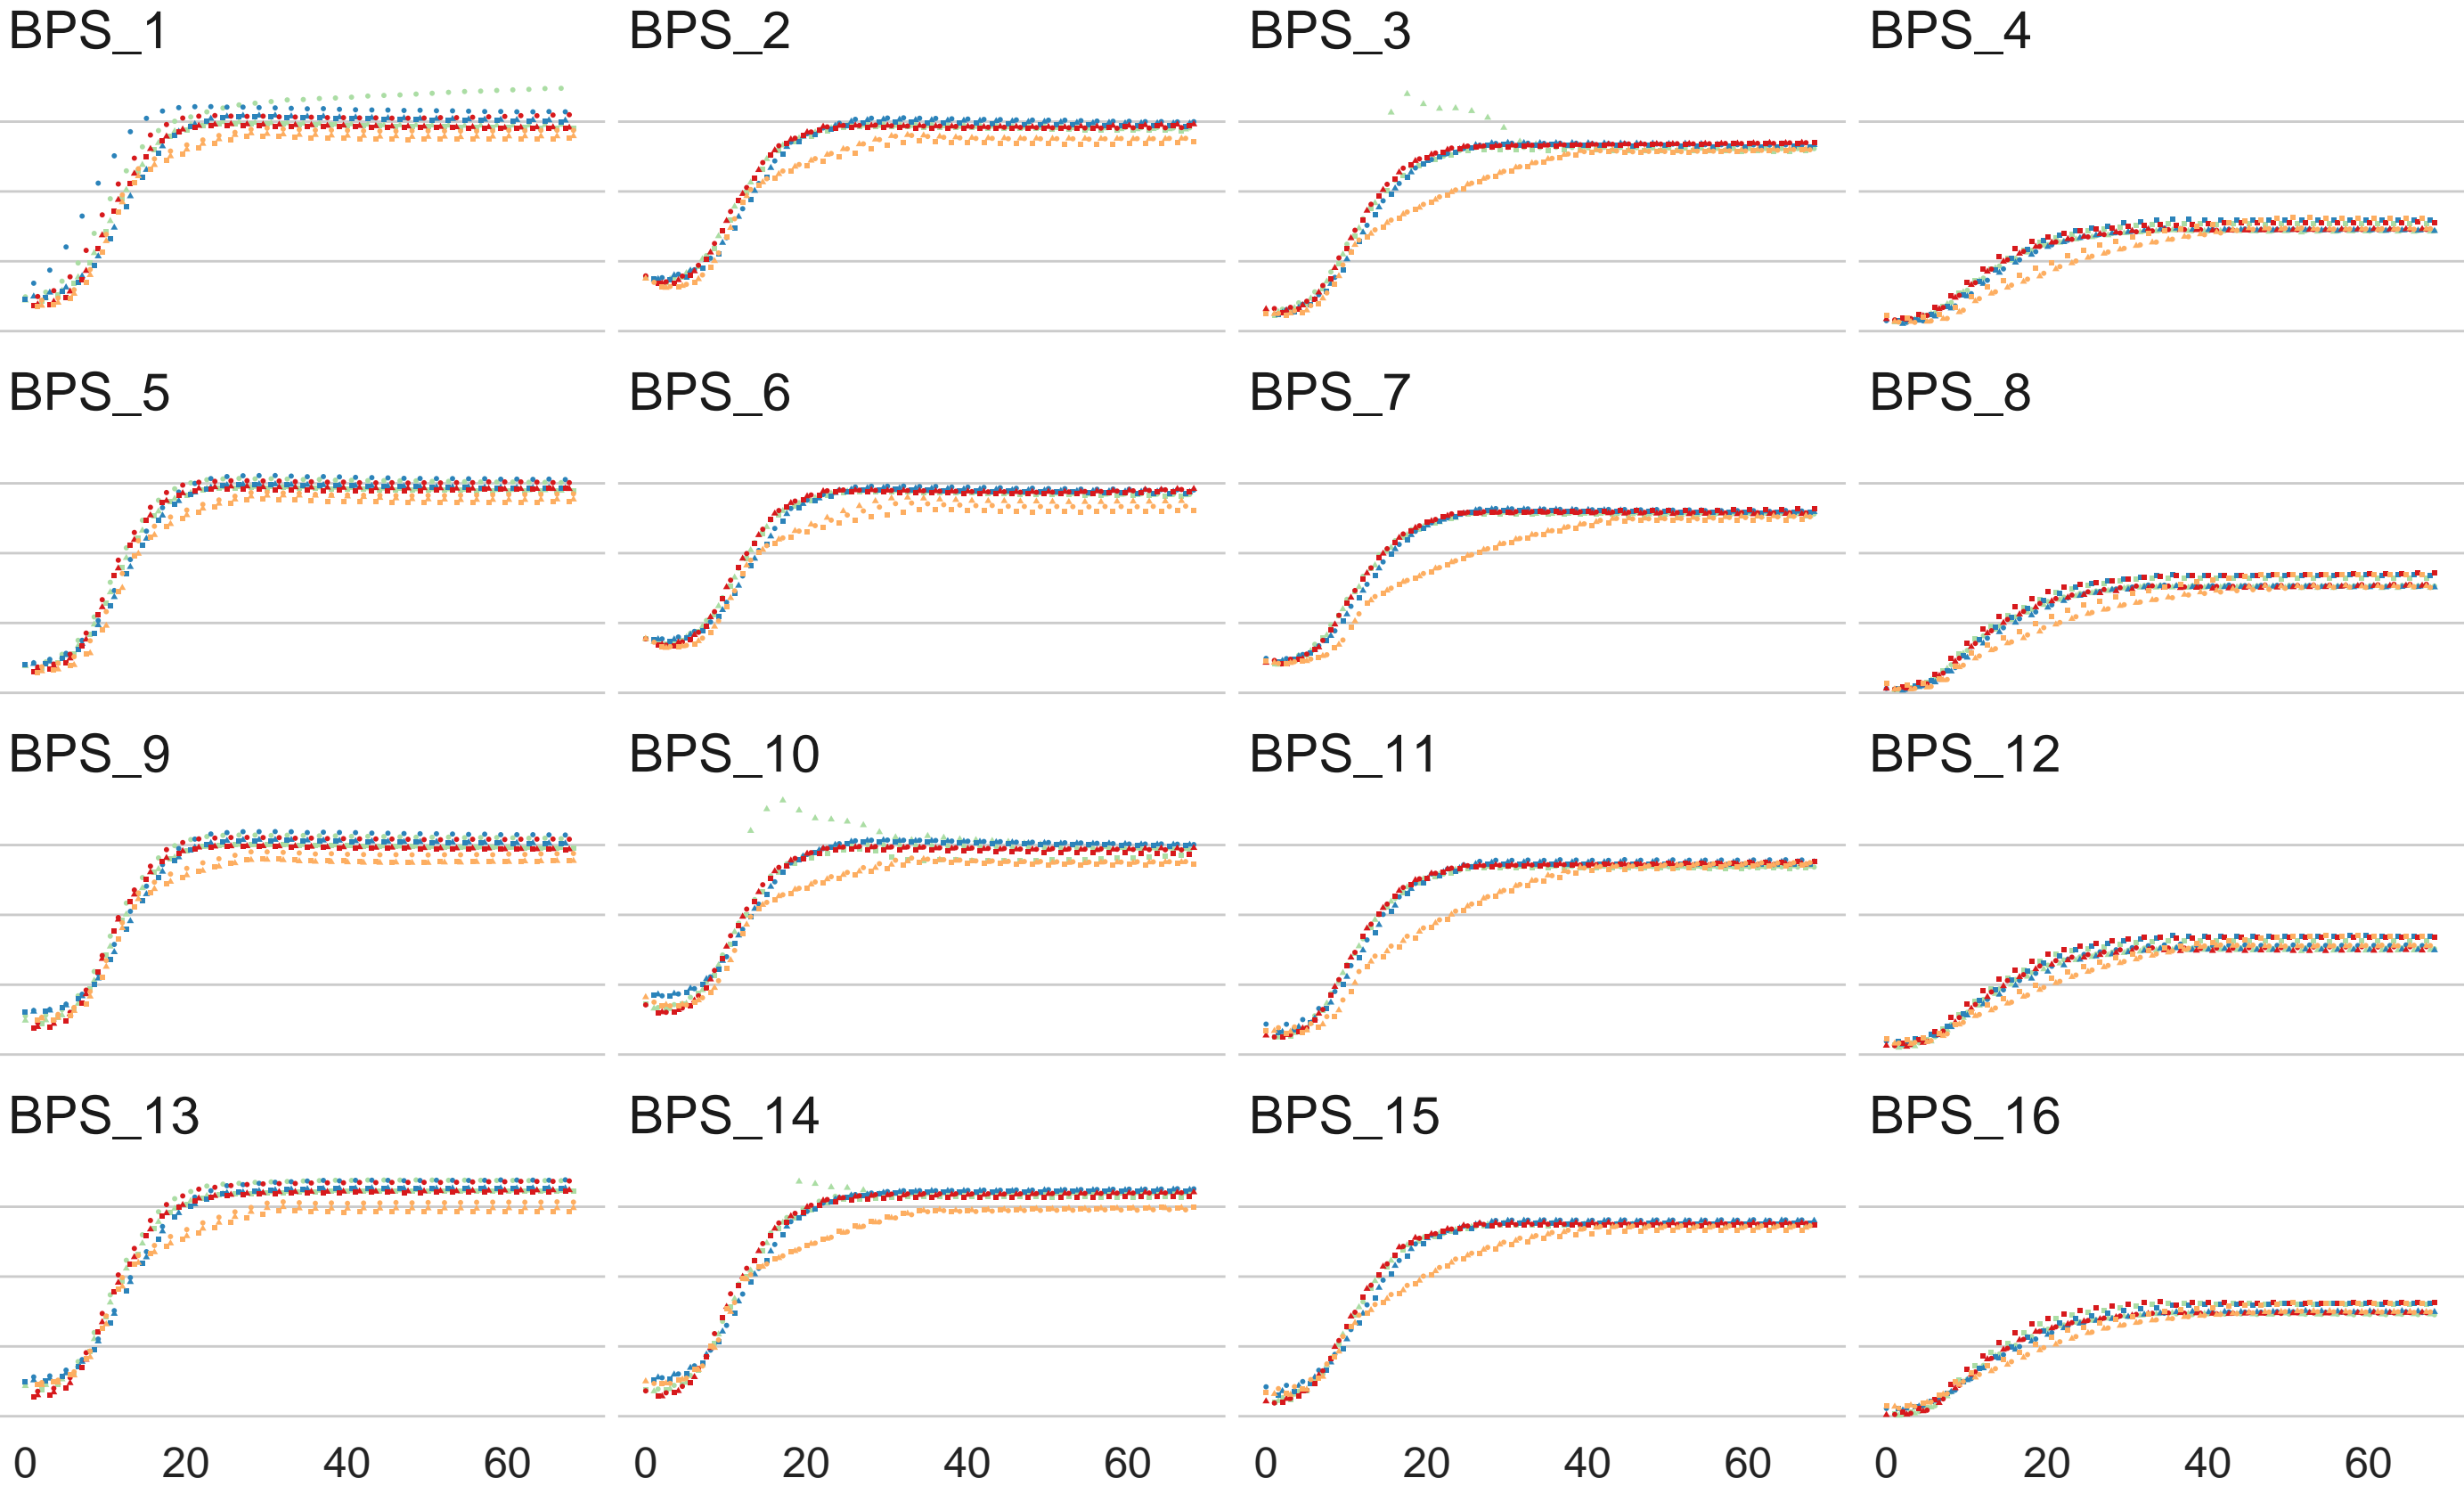 BPS_1 BPS_2 BPS_3 BPS_4
BPS_5 BPS_6 BPS_7 BPS_8
BPS_9 BPS_10 BPS_11 BPS_12
BPS_13 BPS_14 BPS_15 BPS_16
0 20 40 60 0 20 40 60 0 20 40 60 0 20 40 60